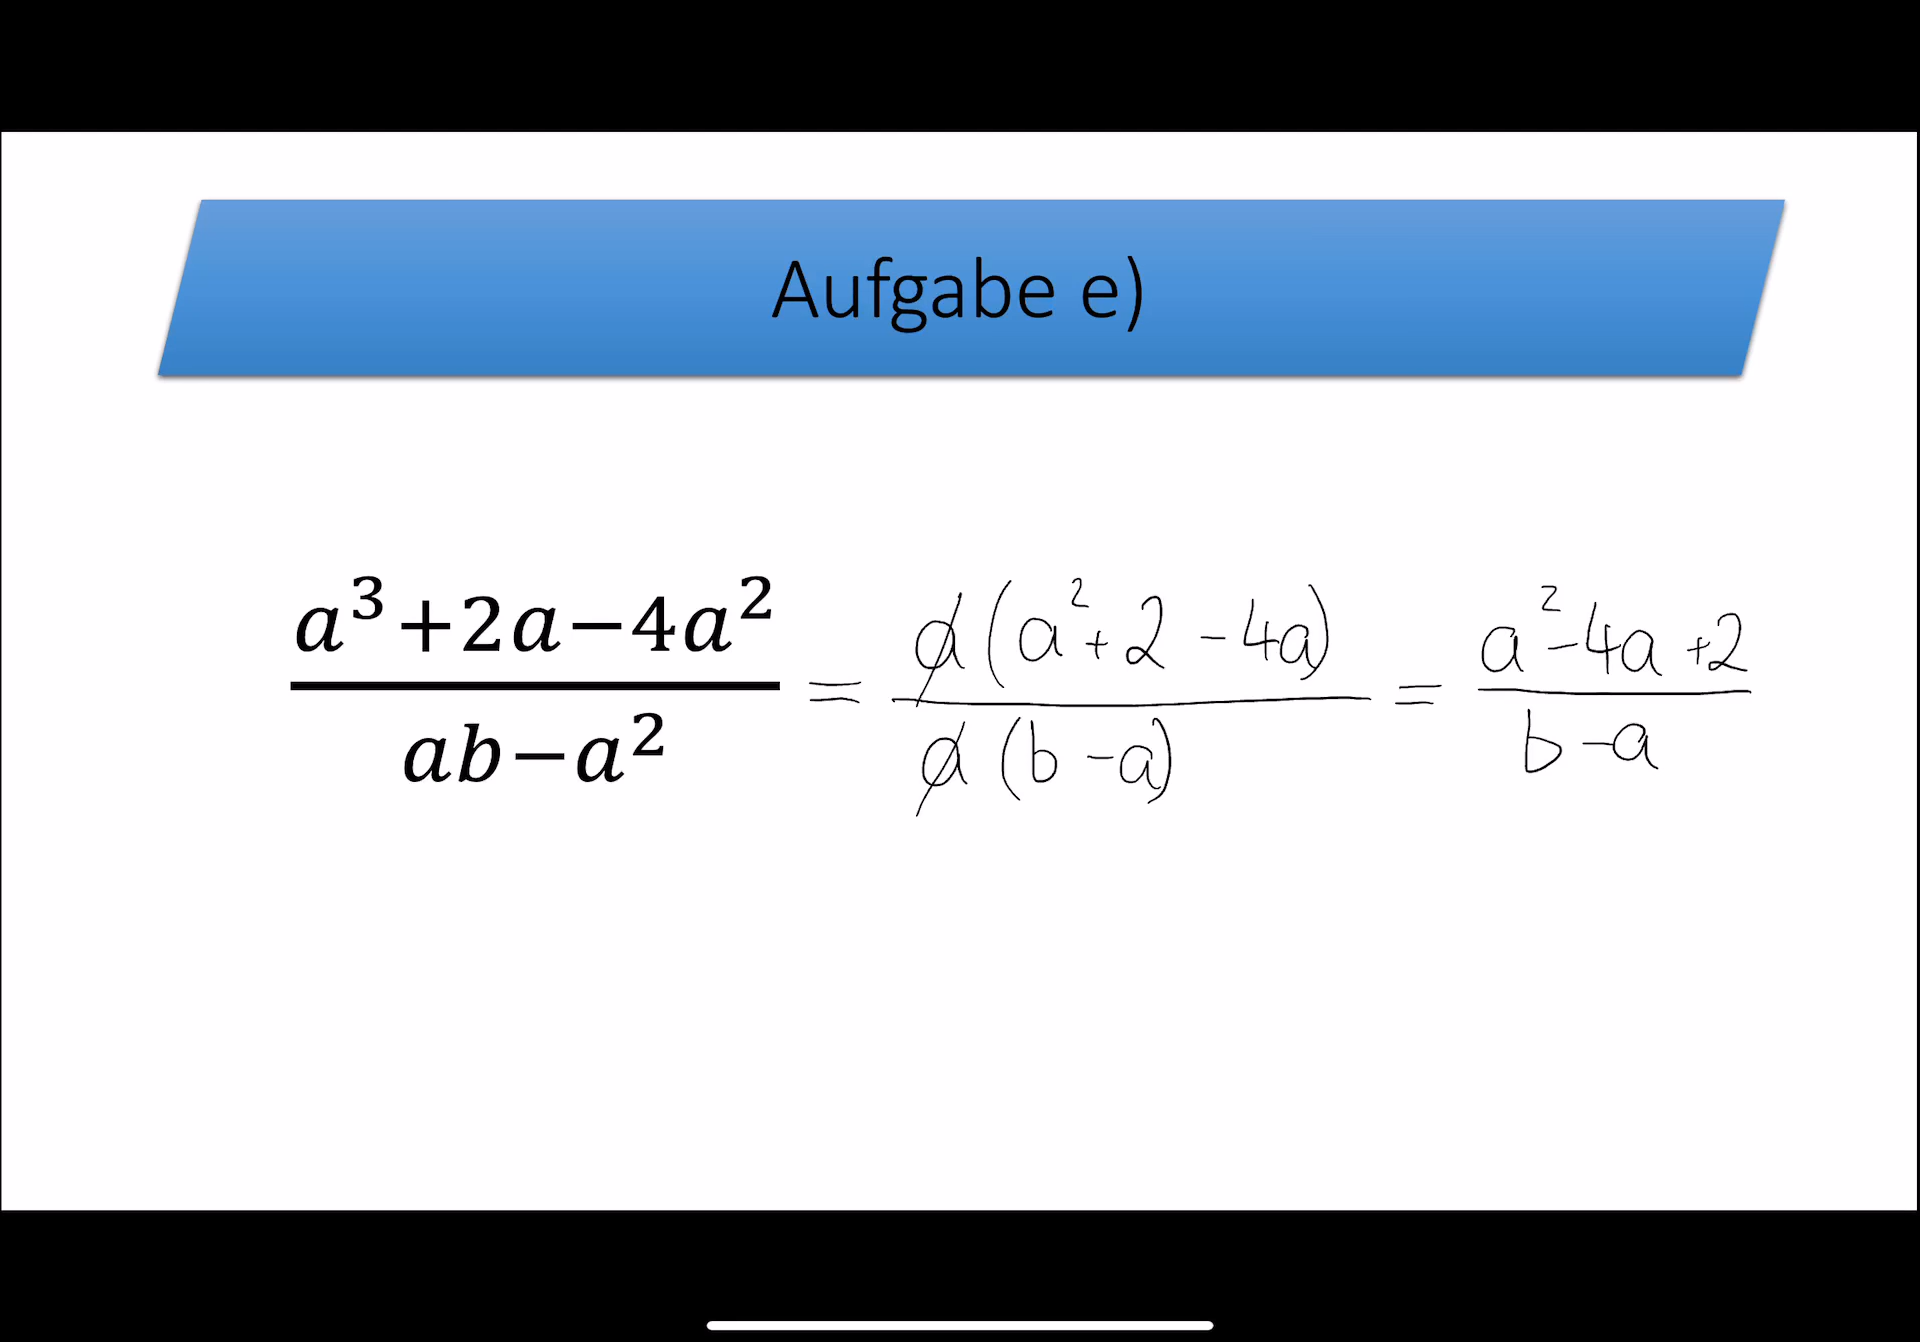 Aufgabe e)
a³+2a−4a² / ab−a² = a(a²+2−4a) / a(b−a) = a²−4a+2 / b−a